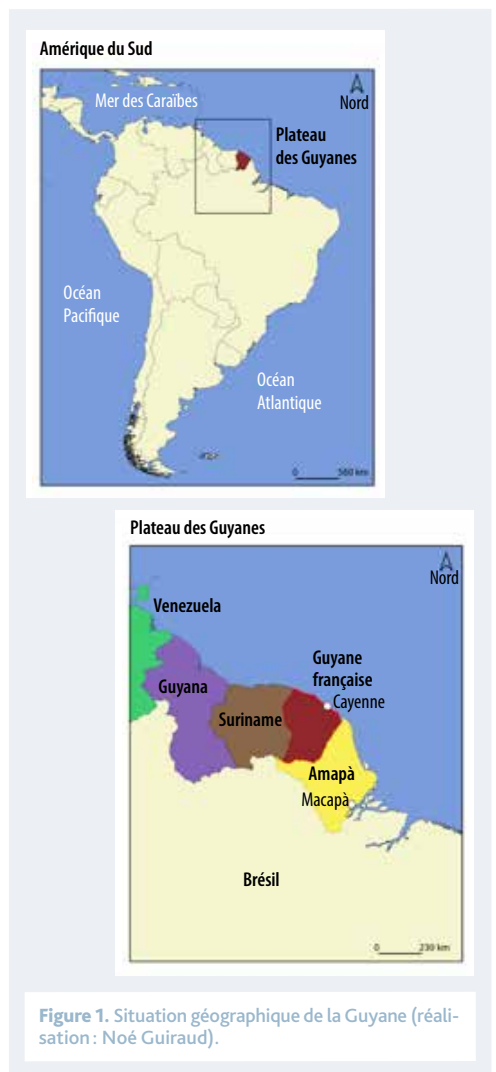 Amérique du Sud
Mer des Caraïbes
Nord
Plateau
des Guyanes
Océan
Pacifique
Océan
Atlantique
0 560 km
Plateau des Guyanes
Nord
Venezuela
Guyane
française
Guyana
Cayenne
Suriname
Amapà
Macapà
Brésil
0 230 km
Figure 1. Situation géographique de la Guyane (réali-
sation : Noé Guiraud).